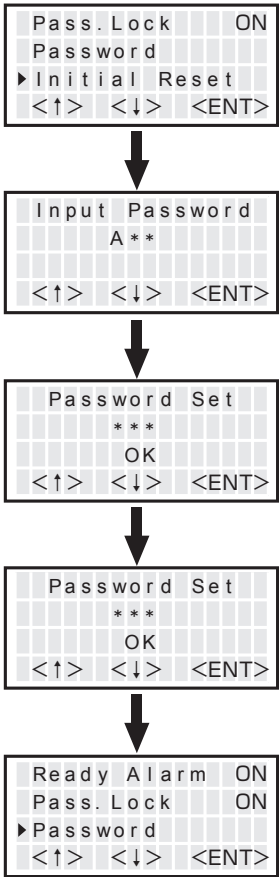 Pass.Lock ON
Password
▶Initial Reset
<↑> <↓> <ENT>
Input Password
A**
<↑> <↓> <ENT>
Password Set
***
OK
<↑> <↓> <ENT>
Password Set
***
OK
<↑> <↓> <ENT>
Ready Alarm ON
Pass.Lock ON
▶Password
<↑> <↓> <ENT>